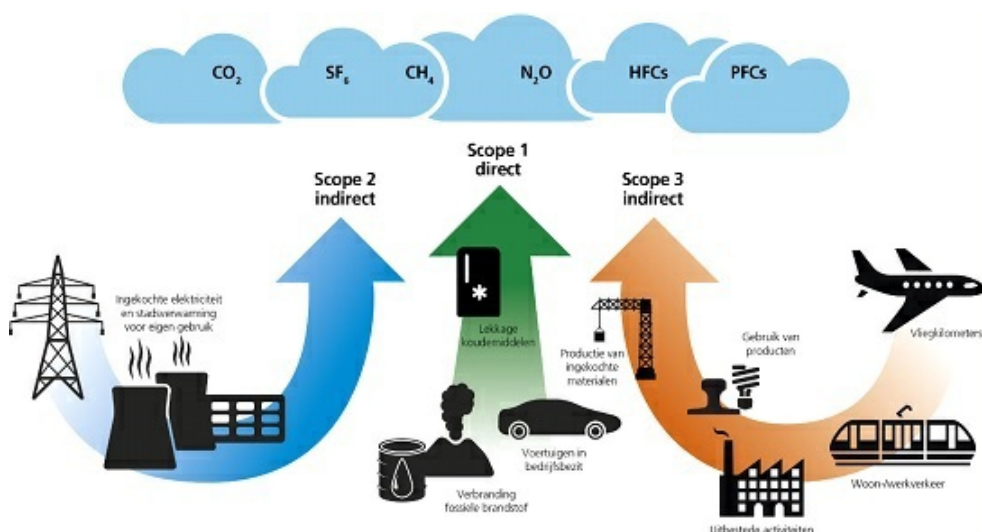 CO₂
SF₆
CH₄
N₂O
HFCs
PFCs
Scope 1
direct
Scope 2
indirect
Scope 3
indirect
Ingekochte elektriciteit
en stadsverwarming
voor eigen gebruik
Lekkage
koudemiddelen
Productie van
ingekochte
materialen
Gebruik van
producten
Vliegkilometers
Voertuigen in
bedrijfsbezit
Verbranding
fossiele brandstof
Woon-/werkverkeer
Uitbestede activiteiten